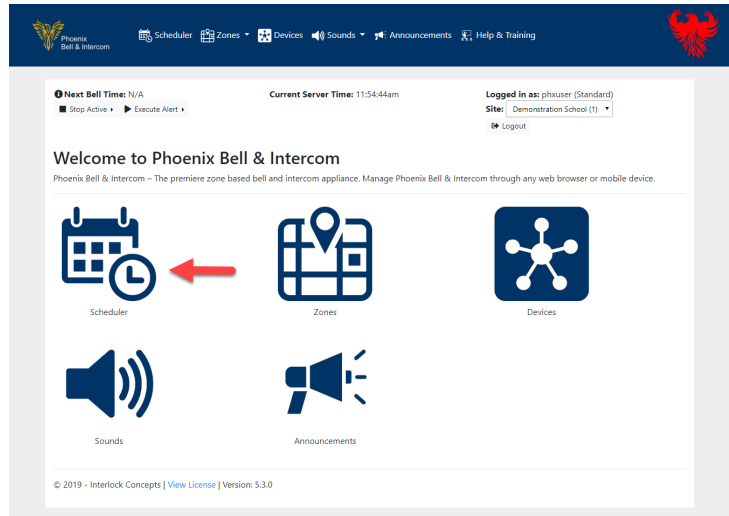 Phoenix
Bell & Intercom
Scheduler Zones Devices Sounds Announcements Help & Training
Next Bell Time: N/A
Stop Active Execute Alert
Current Server Time: 11:54:44am
Logged in as: phxuser (Standard)
Site: Demonstration School (1)
Logout
Welcome to Phoenix Bell & Intercom
Phoenix Bell & Intercom – The premiere zone based bell and intercom appliance. Manage Phoenix Bell & Intercom through any web browser or mobile device.
Scheduler
Zones
Devices
Sounds
Announcements
© 2019 - Interlock Concepts | View License | Version: 5.3.0